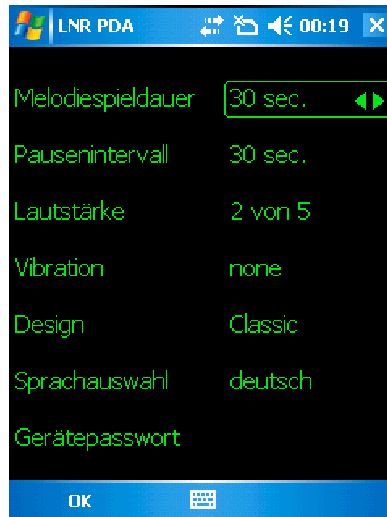 LNR PDA 00:19
Melodiespieldauer 30 sec.
Pausenintervall 30 sec.
Lautstärke 2 von 5
Vibration none
Design Classic
Sprachauswahl deutsch
Gerätepasswort
OK